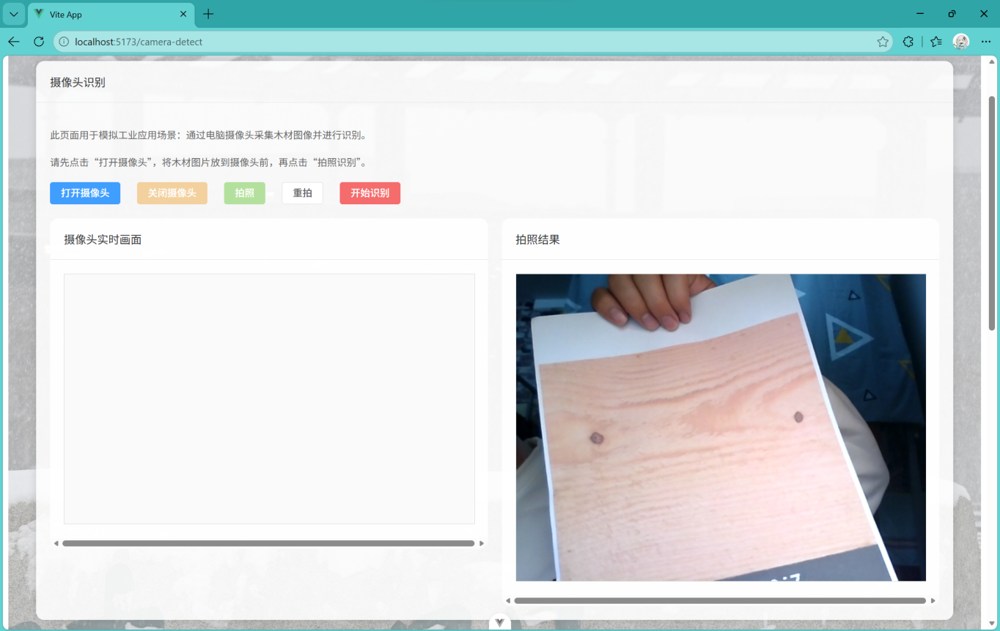 Vite App
localhost:5173/camera-detect
摄像头识别
此页面用于模拟工业应用场景：通过电脑摄像头采集木材图像并进行识别。
请先点击“打开摄像头”，将木材图片放到摄像头前，再点击“拍照识别”。
打开摄像头 关闭摄像头 拍照 重拍 开始识别
摄像头实时画面
拍照结果